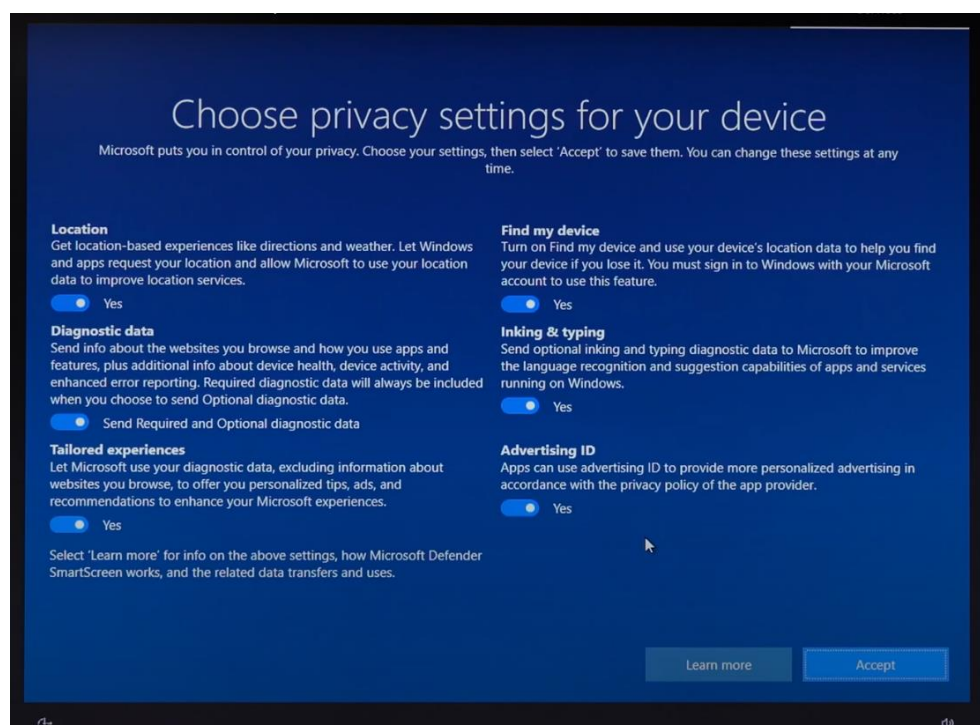 Choose privacy settings for your device
Microsoft puts you in control of your privacy. Choose your settings, then select 'Accept' to save them. You can change these settings at any
time.
Location
Get location-based experiences like directions and weather. Let Windows
and apps request your location and allow Microsoft to use your location
data to improve location services.
Yes
Diagnostic data
Send info about the websites you browse and how you use apps and
features, plus additional info about device health, device activity, and
enhanced error reporting. Required diagnostic data will always be included
when you choose to send Optional diagnostic data.
Send Required and Optional diagnostic data
Tailored experiences
Let Microsoft use your diagnostic data, excluding information about
websites you browse, to offer you personalized tips, ads, and
recommendations to enhance your Microsoft experiences.
Yes
Select 'Learn more' for info on the above settings, how Microsoft Defender
SmartScreen works, and the related data transfers and uses.
Find my device
Turn on Find my device and use your device's location data to help you find
your device if you lose it. You must sign in to Windows with your Microsoft
account to use this feature.
Yes
Inking & typing
Send optional inking and typing diagnostic data to Microsoft to improve
the language recognition and suggestion capabilities of apps and services
running on Windows.
Yes
Advertising ID
Apps can use advertising ID to provide more personalized advertising in
accordance with the privacy policy of the app provider.
Yes
Learn more
Accept